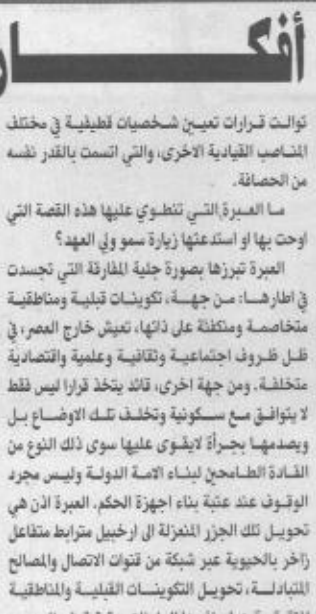 أفكـــــــار
توالت قرارات تعيين شخصيات قطيفية في مختلف
المناصب القيادية الاخرى، والتي اتسمت بالقدر نفسه
من الحصافة.
ما العبرة التي تنطوي عليها هذه القصة التي
اوحت بها او استدعتها زيارة سمو ولي العهد؟
العبرة تبرزها بصورة جلية المفارقة التي تجسدت
في اطارها: من جهة، تكوينات قبلية ومناطقية
متخاصمة ومنكفئة على ذاتها، تعيش خارج العصر، في
ظل ظروف اجتماعية وثقافية وعلمية واقتصادية
متخلفة. ومن جهة اخرى، قائد يتخذ قرارا ليس فقط
لا يتوافق مع سكونية وتخلف تلك الاوضاع بل
ويصدمها بجرأة لايقوى عليها سوى ذلك النوع من
القادة الطامحين لبناء الامة الدولة وليس مجرد
الوقوف عند عتبة بناء اجهزة الحكم. العبرة اذن هي
تحويل تلك الجزر المنعزلة الى ارخبيل مترابط متفاعل
زاخر بالحيوية عبر شبكة من قنوات الاتصال والمصالح
المتبادلة، تحويل التكوينات القبلية والمناطقية